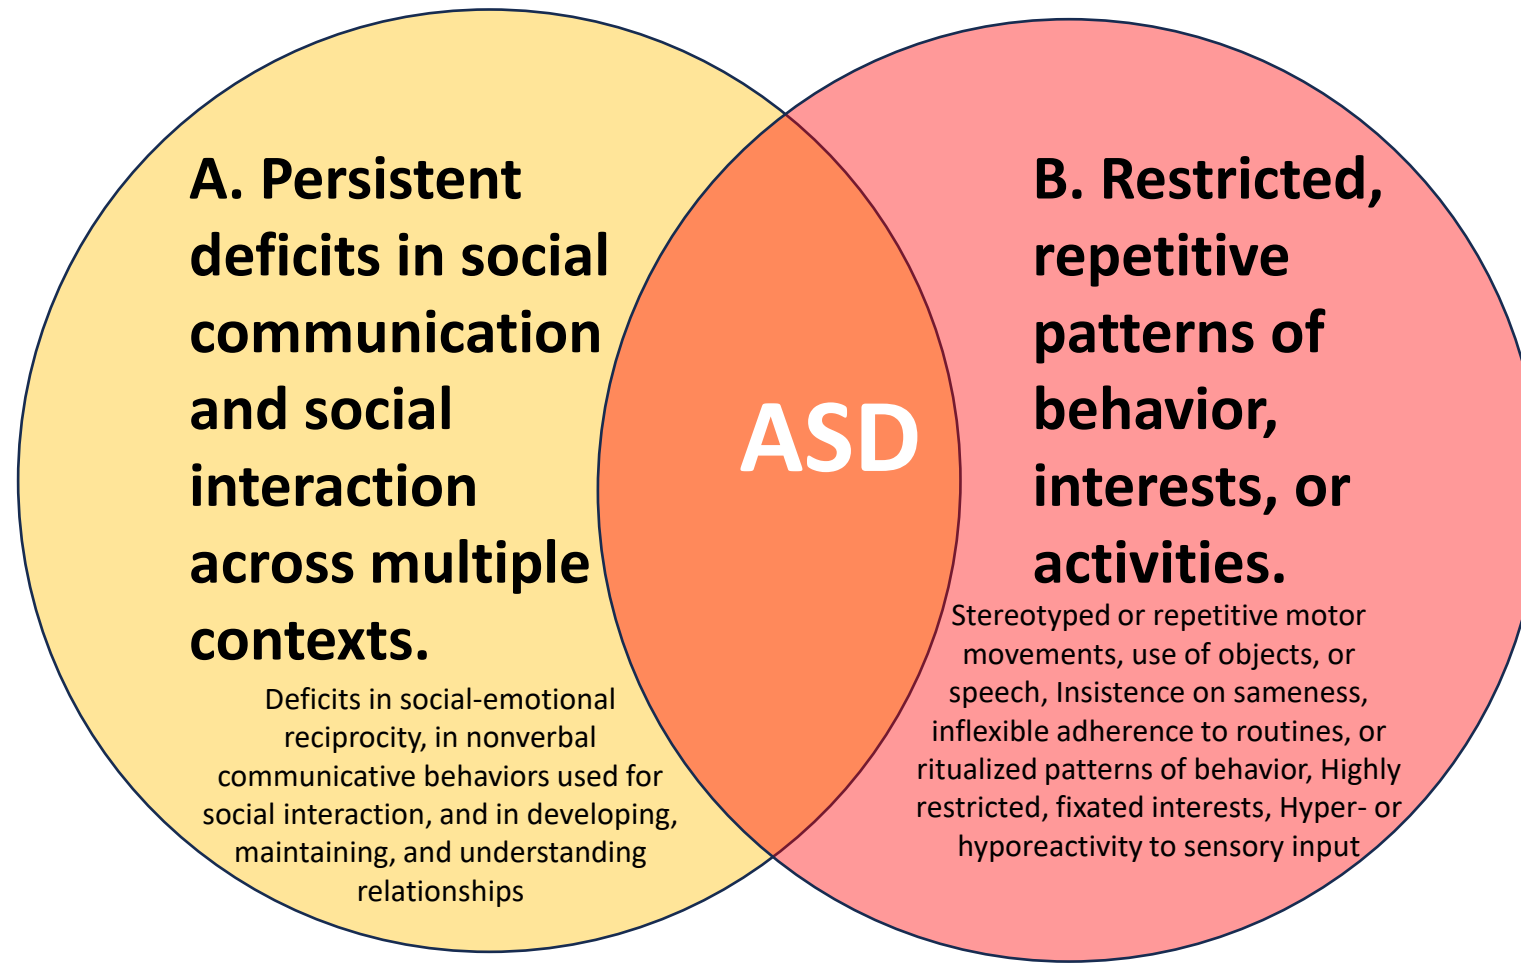 A. Persistent
deficits in social
communication
and social
interaction
across multiple
contexts.
Deficits in social-emotional
reciprocity, in nonverbal
communicative behaviors used for
social interaction, and in developing,
maintaining, and understanding
relationships
ASD
B. Restricted,
repetitive
patterns of
behavior,
interests, or
activities.
Stereotyped or repetitive motor
movements, use of objects, or
speech, Insistence on sameness,
inflexible adherence to routines, or
ritualized patterns of behavior, Highly
restricted, fixated interests, Hyper- or
hyporeactivity to sensory input